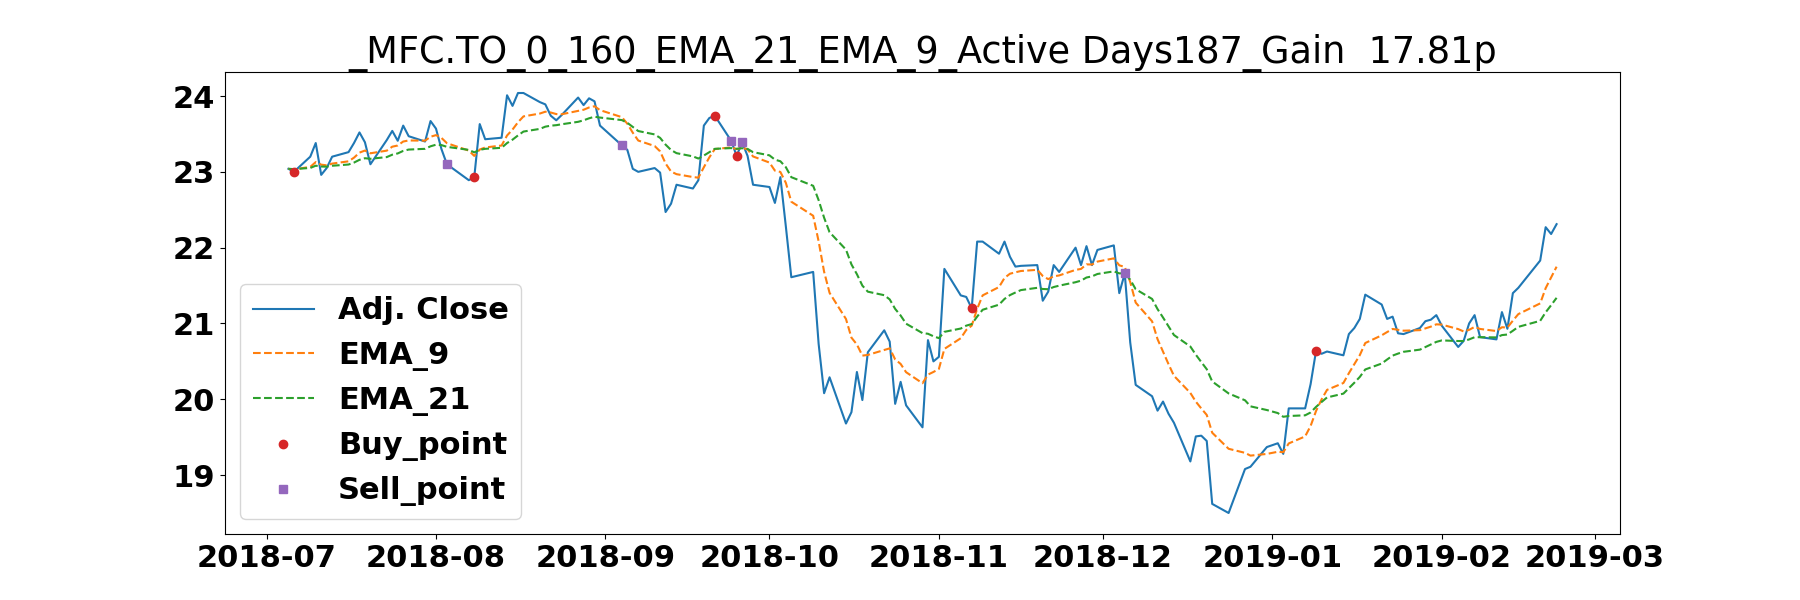 _MFC.TO_0_160_EMA_21_EMA_9_Active Days187_Gain  17.81p
24
23
22
21
20
19
Adj. Close
EMA_9
EMA_21
Buy_point
Sell_point
2018-07 2018-08 2018-09 2018-10 2018-11 2018-12 2019-01 2019-02 2019-03